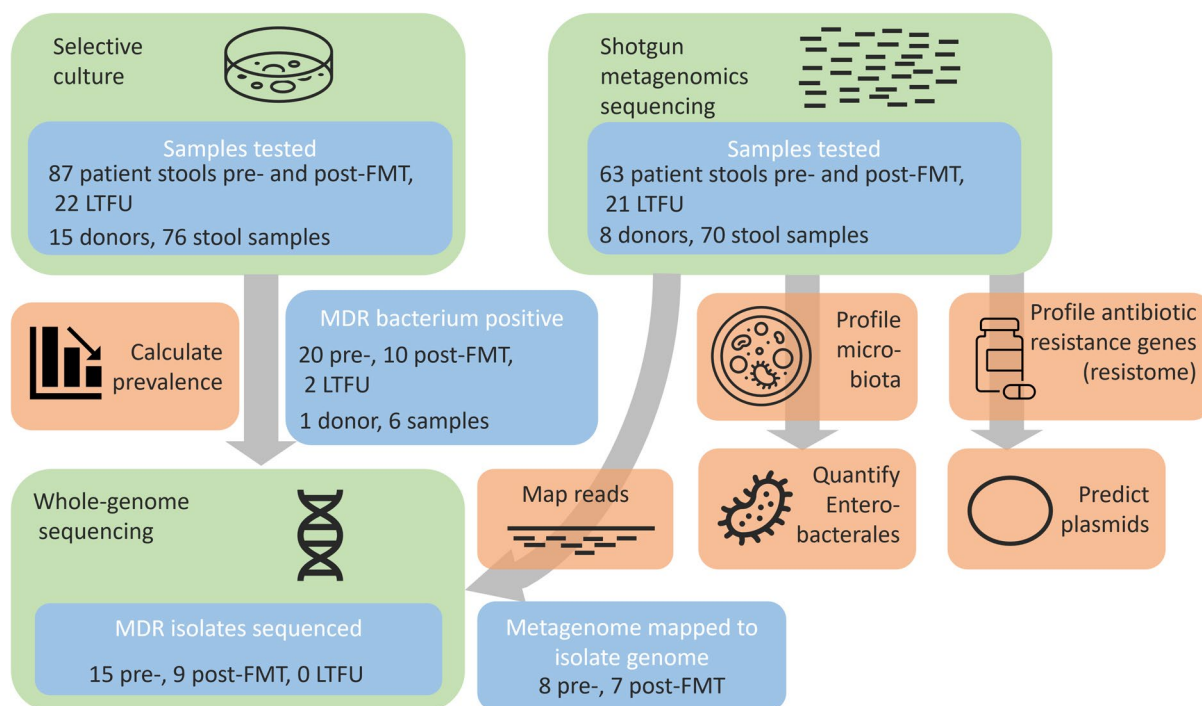 Selective
culture
Samples tested
87 patient stools pre- and post-FMT,
22 LTFU
15 donors, 76 stool samples
Shotgun
metagenomics
sequencing
Samples tested
63 patient stools pre- and post-FMT,
21 LTFU
8 donors, 70 stool samples
Calculate
prevalence
MDR bacterium positive
20 pre-, 10 post-FMT,
2 LTFU
1 donor, 6 samples
Profile
micro-
biota
Profile antibiotic
resistance genes
(resistome)
Whole-genome
sequencing
MDR isolates sequenced
15 pre-, 9 post-FMT, 0 LTFU
Map reads
Quantify
Entero-
bacterales
Predict
plasmids
Metagenome mapped to
isolate genome
8 pre-, 7 post-FMT